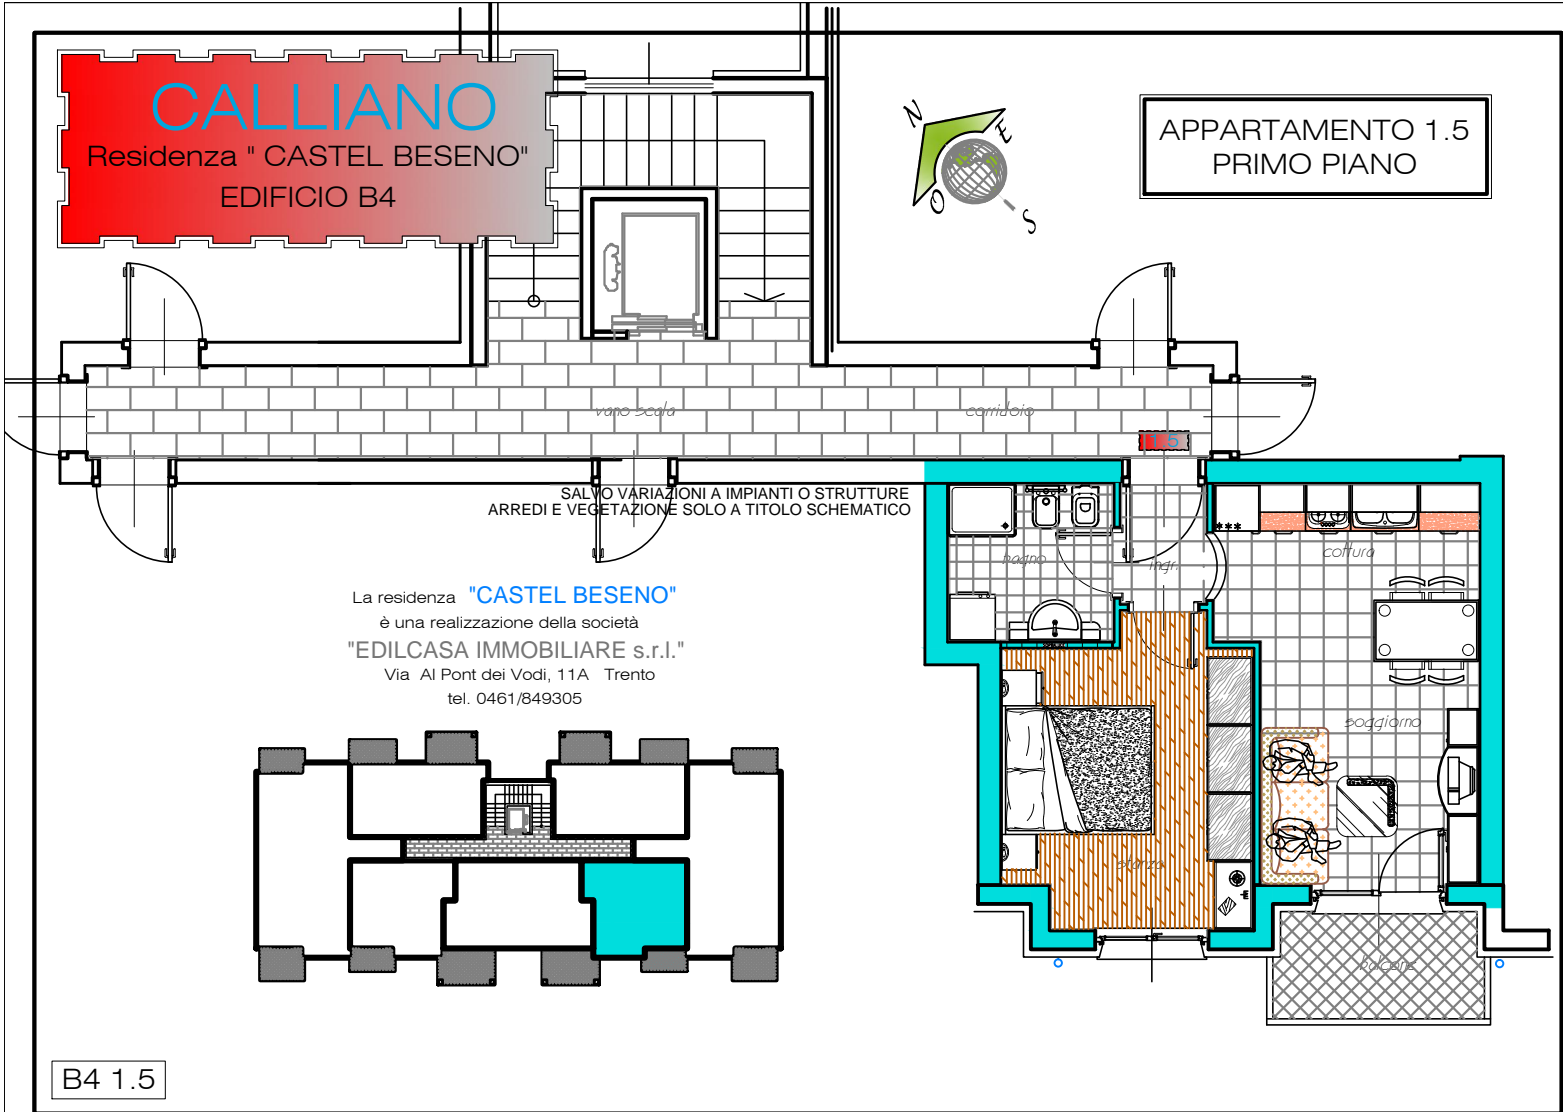 CALLIANO
Residenza " CASTEL BESENO"
EDIFICIO B4
N
E
O
S
APPARTAMENTO 1.5
PRIMO PIANO
vano scala
corridoio
1.5
SALVO VARIAZIONI A IMPIANTI O STRUTTURE
ARREDI E VEGETAZIONE SOLO A TITOLO SCHEMATICO
bagno
ingr.
cottura
***
La residenza "CASTEL BESENO"
è una realizzazione della società
"EDILCASA IMMOBILIARE s.r.l."
Via Al Pont dei Vodi, 11A Trento
tel. 0461/849305
soggiorno
stanza
balcone
B4 1.5